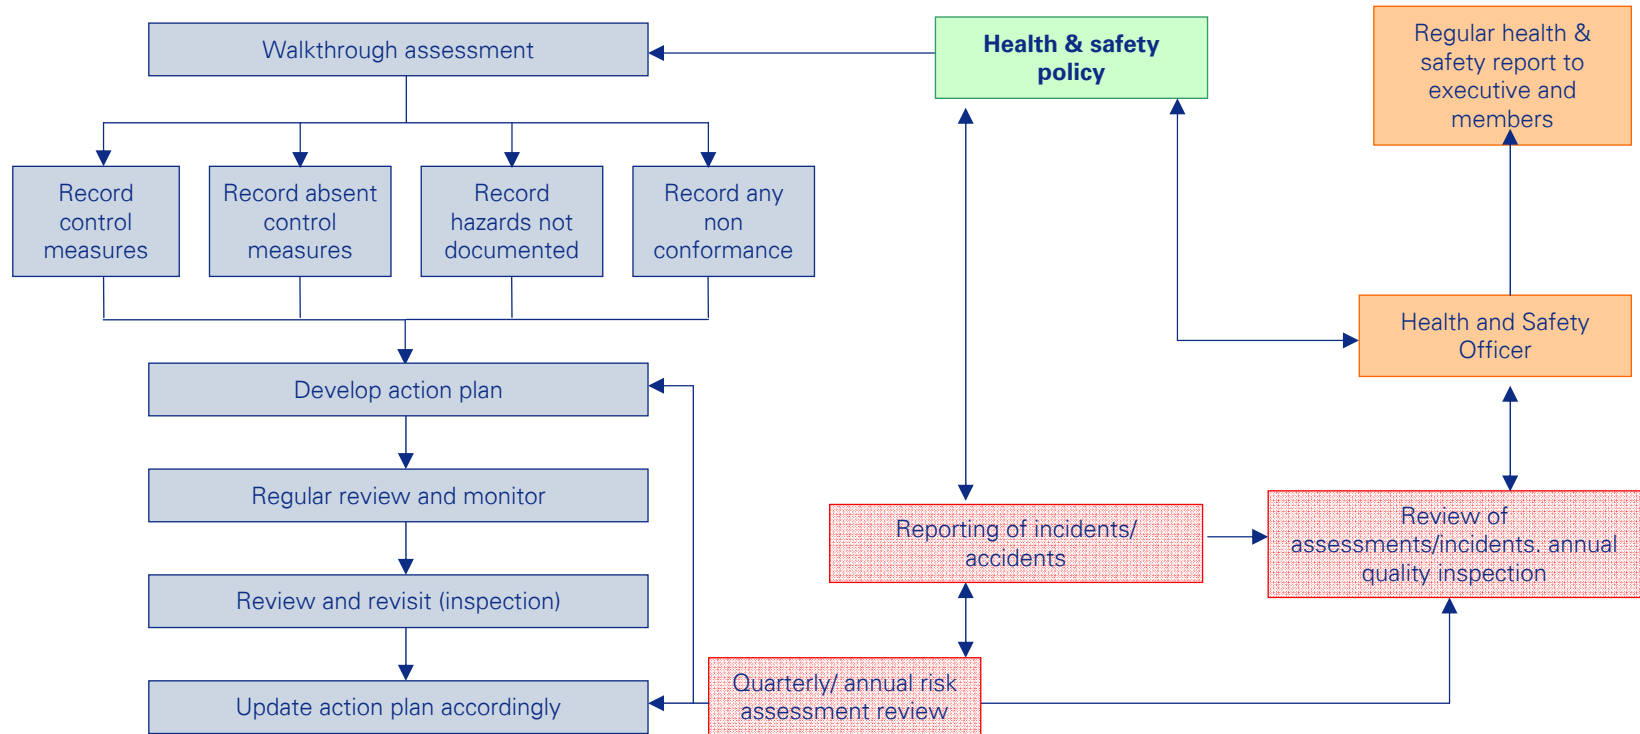 Walkthrough assessment
Health & safety
policy
Regular health &
safety report to
executive and
members
Record
control
measures
Record absent
control
measures
Record
hazards not
documented
Record any
non
conformance
Health and Safety
Officer
Develop action plan
Regular review and monitor
Reporting of incidents/
accidents
Review of
assessments/incidents. annual
quality inspection
Review and revisit (inspection)
Update action plan accordingly
Quarterly/ annual risk
assessment review